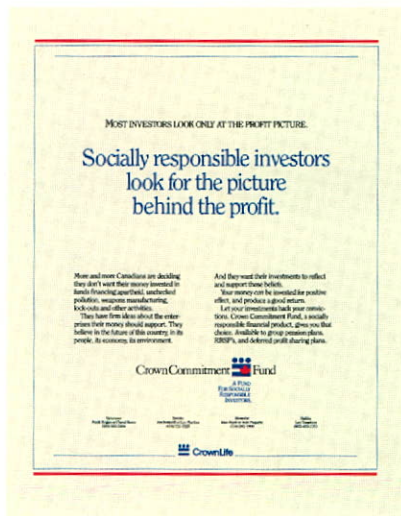 MOST INVESTORS LOOK ONLY AT THE PROFIT PICTURE.
Socially responsible investors
look for the picture
behind the profit.
More and more Canadians are deciding
they don't want their money invested in
funds financing apartheid, unchecked
pollution, weapons manufacturing,
lock-outs and other activities.
They have firm ideas about the enter-
prises their money should support. They
believe in the future of this country, in its
people, its economy, its environment.
And they want their investments to reflect
and support those beliefs.
Your money can be invested for positive
effect, and produce a good return.
Let your investments back your convic-
tions. Crown Commitment Fund, a socially
responsible financial product, gives you that
choice. Available to group pension plans,
RRSP's, and deferred profit sharing plans.
Crown Commitment Fund
A FUND
FOR SOCIALLY
RESPONSIBLE
INVESTORS.
Crown Life